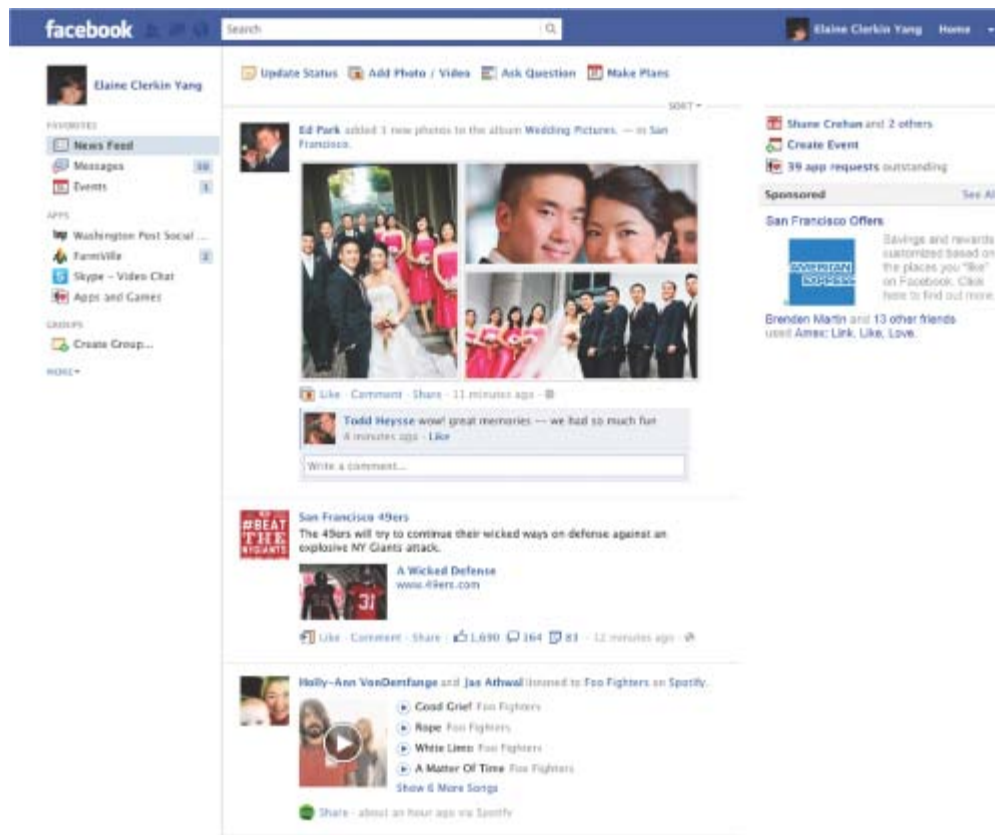 facebook
Search
Elaine Clerkin Yang Home
Elaine Clerkin Yang
FAVORITES
News Feed
Messages 10
Events 1
APPS
Washington Post Social ...
FarmVille 2
Skype - Video Chat
Apps and Games
GROUPS
Create Group...
MORE
Update Status Add Photo / Video Ask Question Make Plans
SORT
Ed Park added 3 new photos to the album Wedding Pictures. — in San
Francisco.
Like · Comment · Share · 11 minutes ago ·
Todd Heysse wow! great memories -- we had so much fun
4 minutes ago · Like
Write a comment...
#BEAT
THE
NYGIANTS
San Francisco 49ers
The 49ers will try to continue their wicked ways on defense against an
explosive NY Giants attack.
31
A Wicked Defense
www.49ers.com
Like · Comment · Share · 1,690 164 83 · 12 minutes ago ·
Holly-Ann and Jas Athwal listened to Foo Fighters on Spotify.
Good Grief Foo Fighters
Rope Foo Fighters
White Limo Foo Fighters
A Matter Of Time Foo Fighters
Show 6 More Songs
Share · about an hour ago via Spotify
Shane Crehan and 2 others
Create Event
39 app requests outstanding
Sponsored See All
San Francisco Offers
AMERICAN
EXPRESS
Savings and rewards
customized based on
the places you "like"
on Facebook. Click
here to find out more.
Brenden Martin and 13 other friends
used Amex: Link, Like, Love.